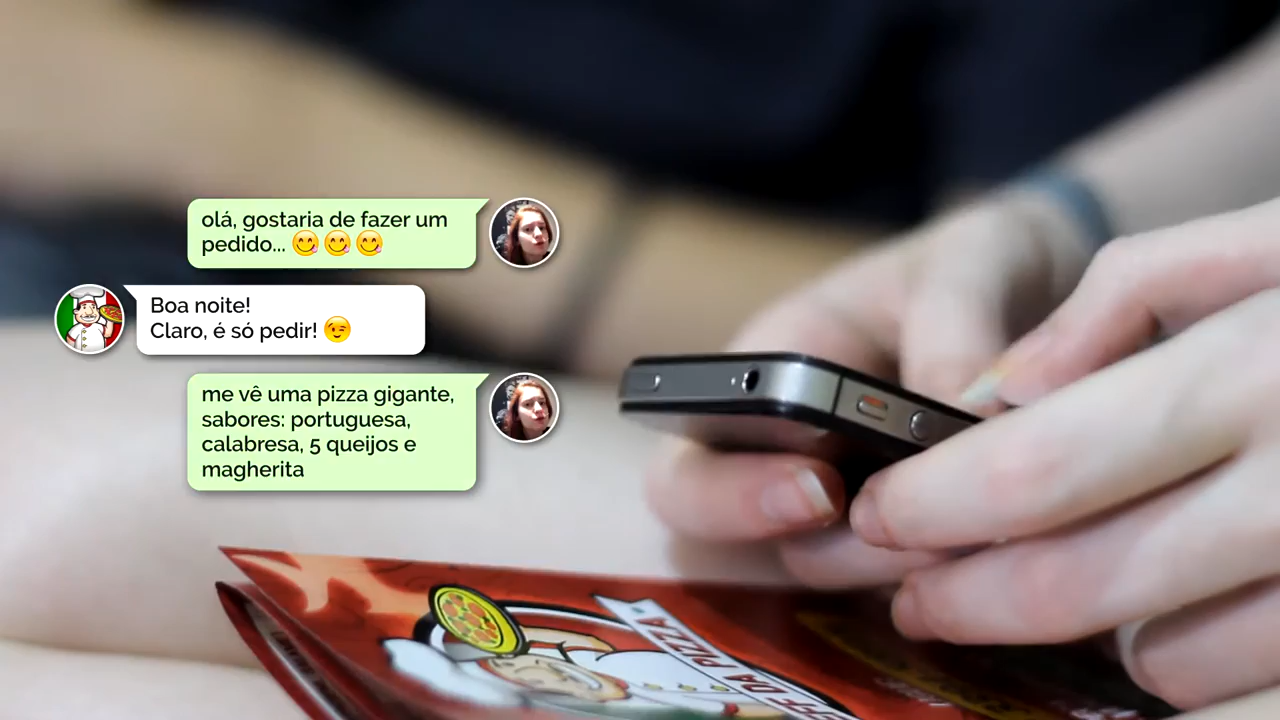 olá, gostaria de fazer um
pedido... 😋 😋 😋
Boa noite!
Claro, é só pedir! 😉
me vê uma pizza gigante,
sabores: portuguesa,
calabresa, 5 queijos e
magherita
DA PIZZA